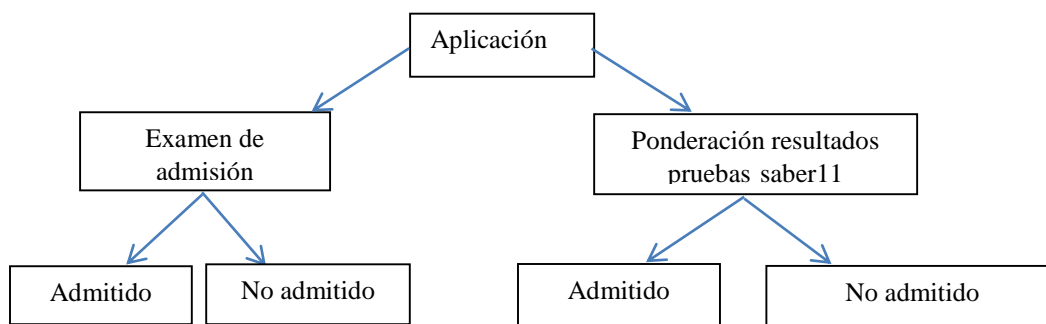 Aplicación
Examen de
admisión
Ponderación resultados
pruebas saber11
Admitido
No admitido
Admitido
No admitido